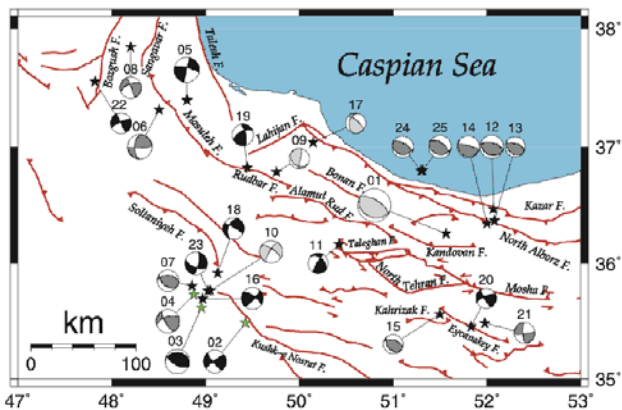 38°
37°
36°
35°
47°
48°
49°
50°
51°
52°
53°
Caspian Sea
km
0
100
Bozgush F.
Sangavar F.
Talesh F.
Masuleh F.
Lahijan F.
Rudbar F.
Alamut Rud F.
Bonan F.
Soltaniyah F.
Taleghan F.
Kandovan F.
Kazar F.
North Alborz F.
North Tehran F.
Mosha F.
Kahrizak F.
Eyvanakey F.
Kushk-e Nosrat F.
05
08
22
06
19
09
17
24
25
14
12
13
01
18
10
11
23
07
04
03
02
16
20
15
21